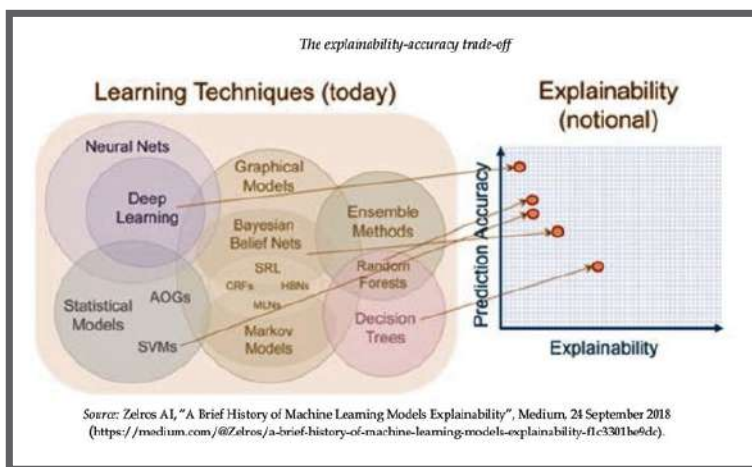 The explainability-accuracy trade-off
Learning Techniques (today)
Neural Nets
Deep
Learning
Graphical
Models
Bayesian
Belief Nets
SRL
CRFs HBNs
MLNs
Markov
Models
Ensemble
Methods
Random
Forests
Decision
Trees
Statistical
Models
AOGs
SVMs
Explainability
(notional)
Prediction Accuracy
Explainability
Source: Zelros AI, "A Brief History of Machine Learning Models Explainability", Medium, 24 September 2018
(https://medium.com/@Zelros/a-brief-history-of-machine-learning-models-explainability-f1c3301be9dc).